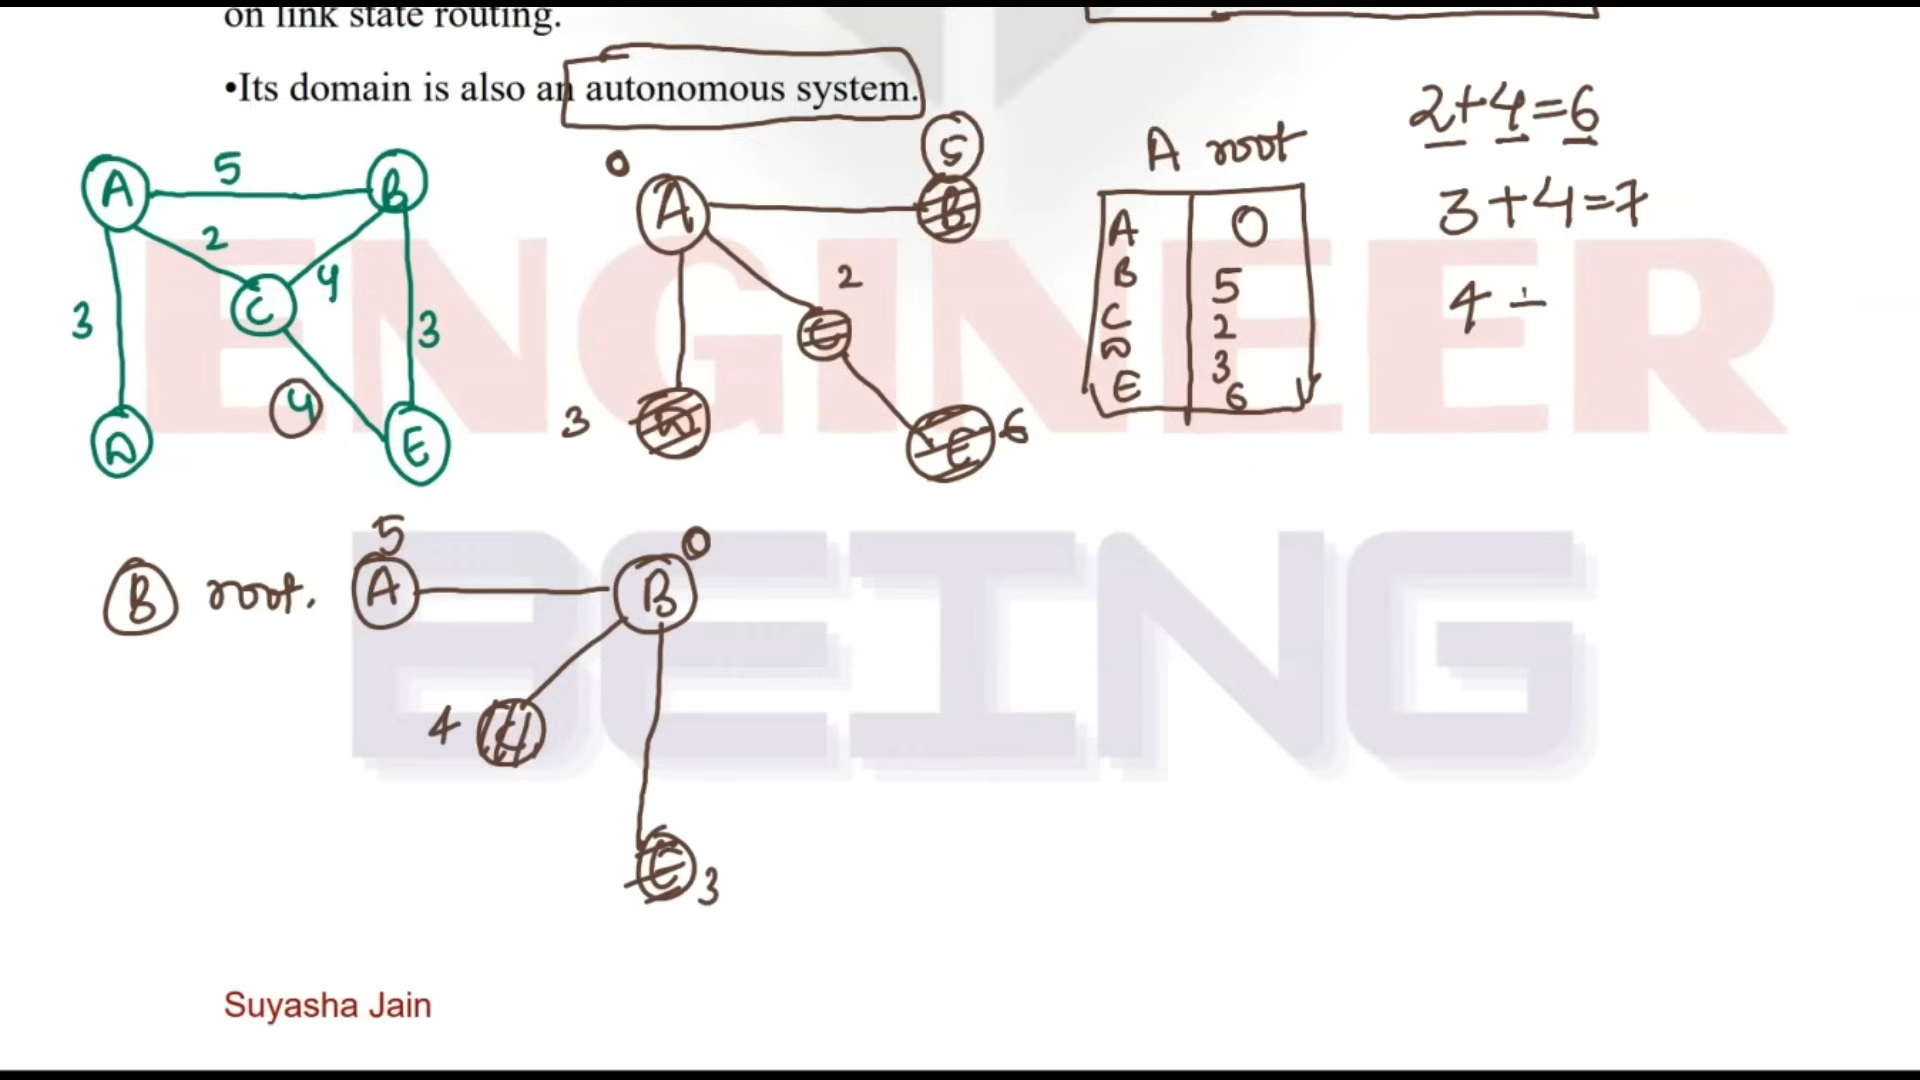 on link state routing.
•Its domain is also an autonomous system.
2+4=6
A root
3+4=7
4 ÷
A 5 B
2
4
C
3
3
4
D
E
0
A
5
B
2
C
3
D
E
6
A 0
B 5
C 2
D 3
E 6
B root.
5
A
0
B
4
C
E
3
ENGINEER
BEING
Suyasha Jain